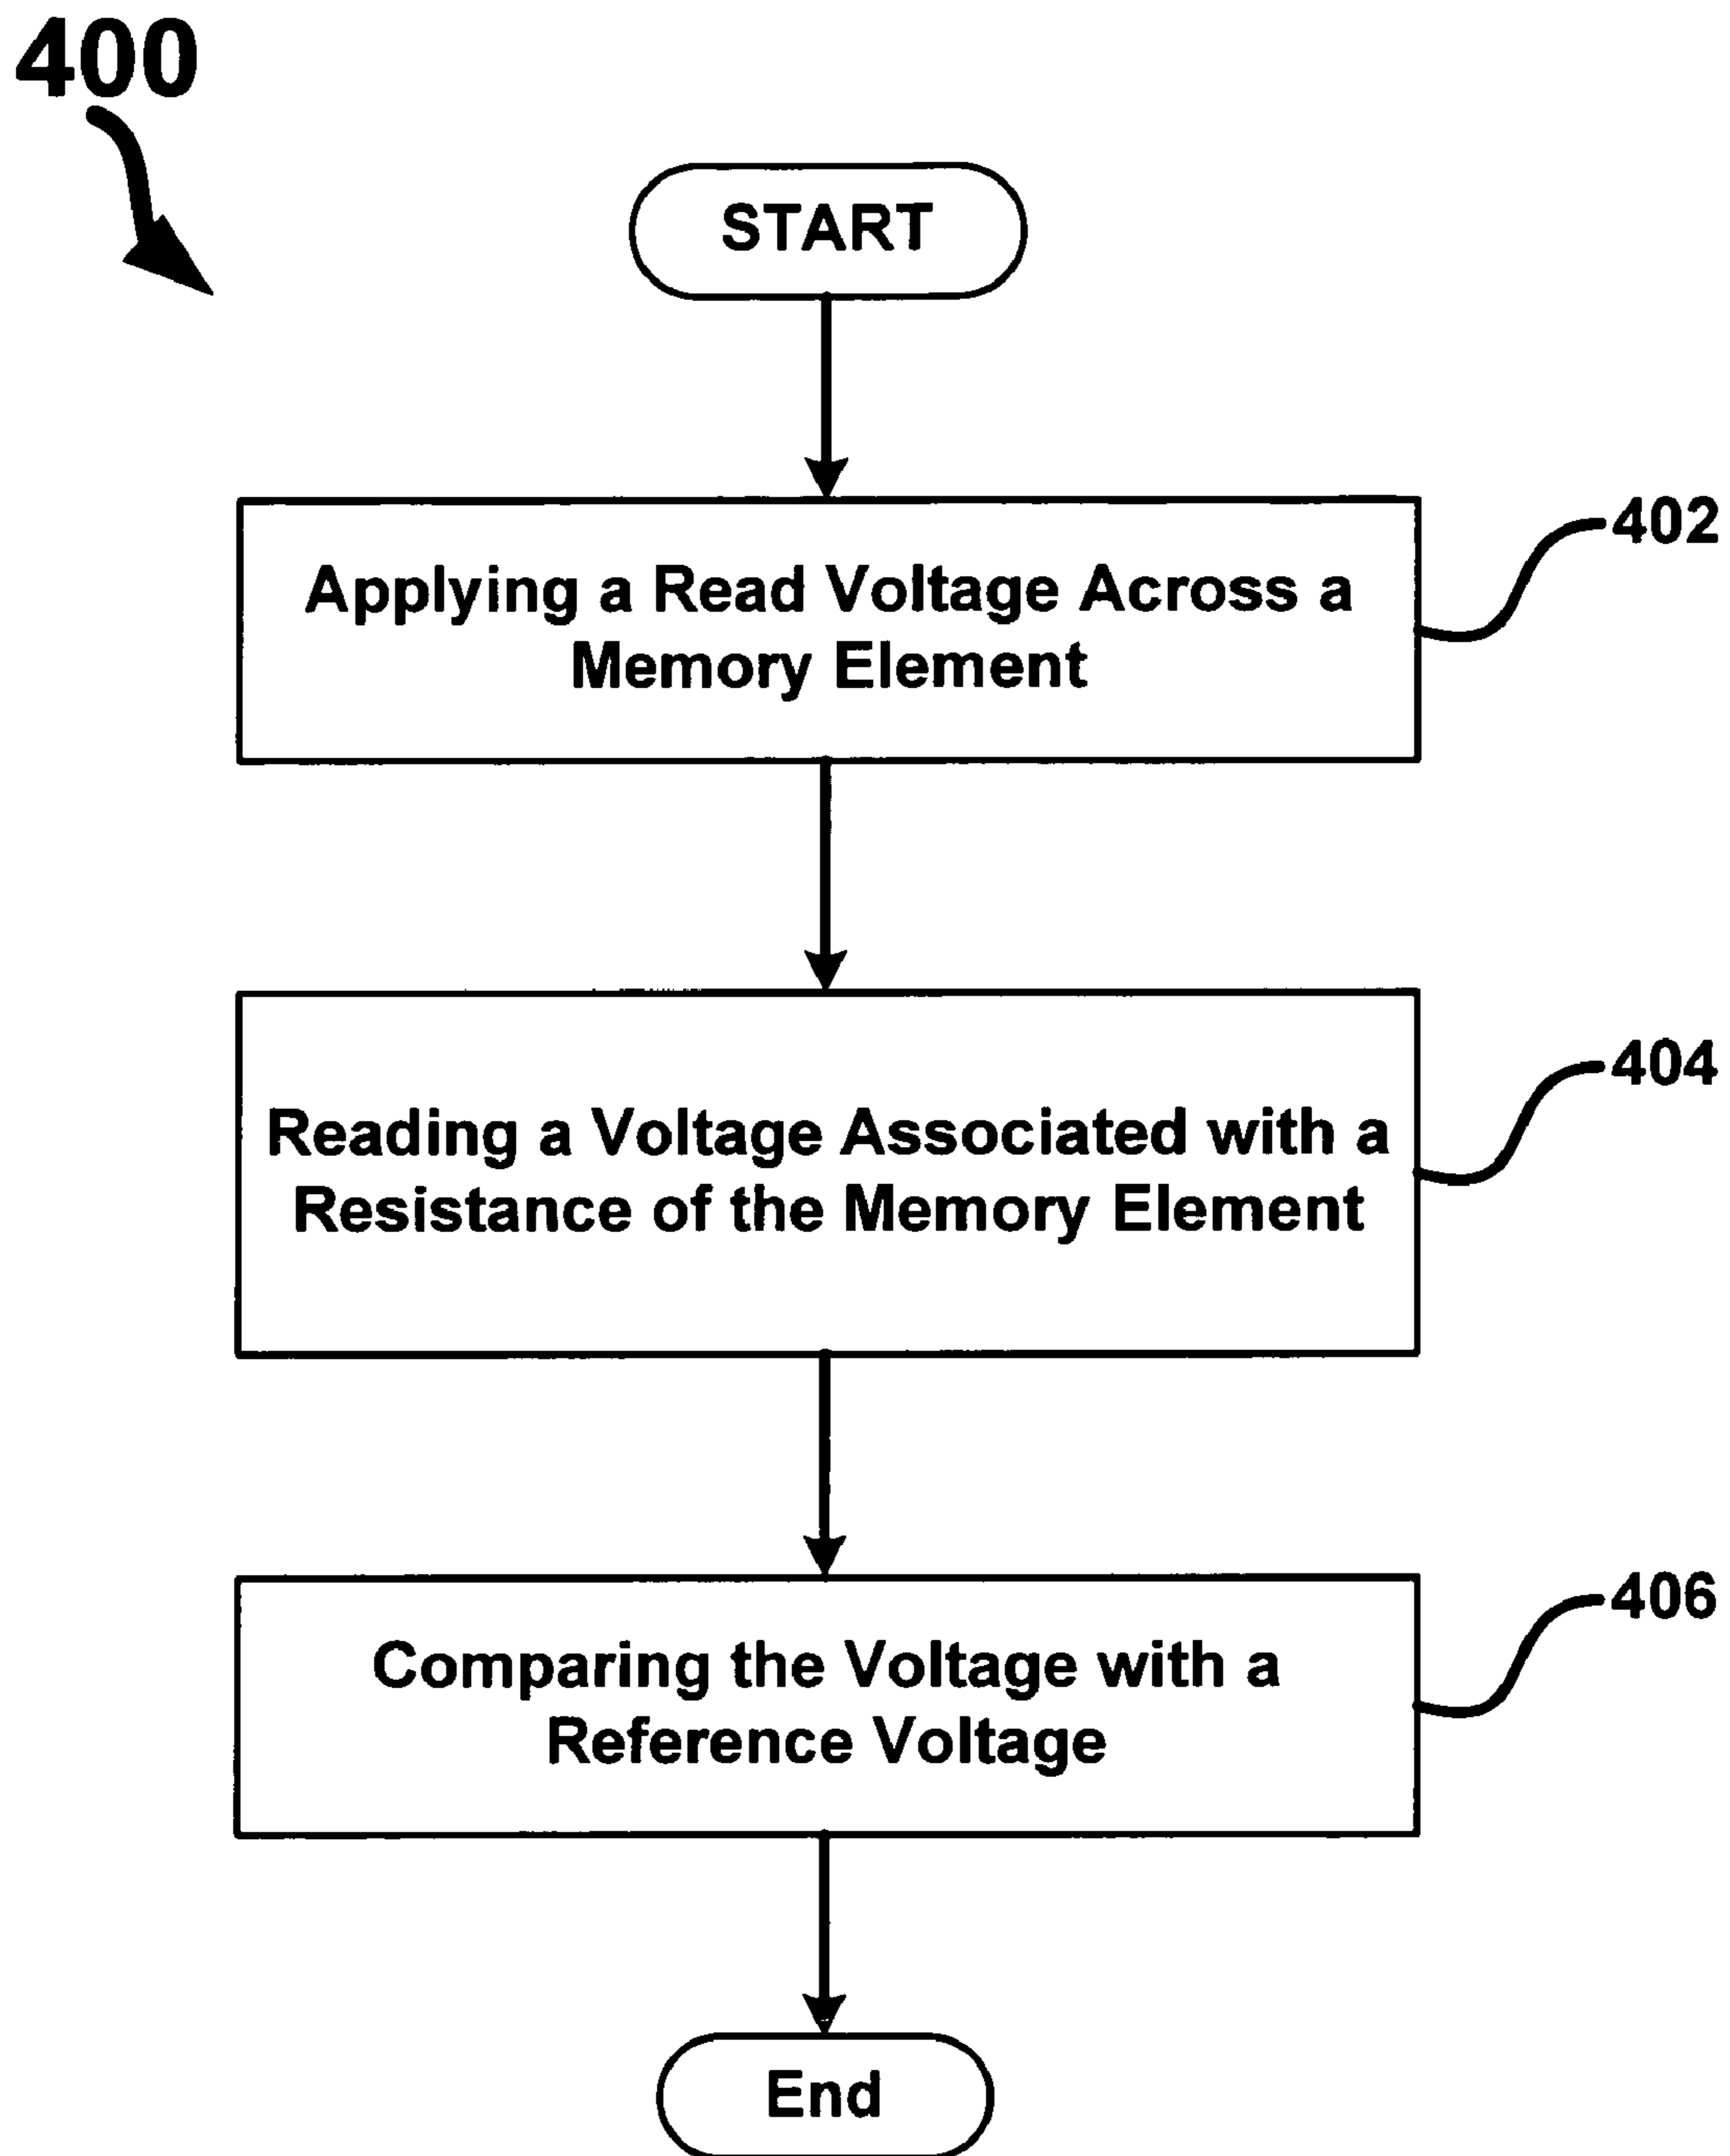 400
START
Applying a Read Voltage Across a
Memory Element
402
Reading a Voltage Associated with a
Resistance of the Memory Element
404
Comparing the Voltage with a
Reference Voltage
406
End